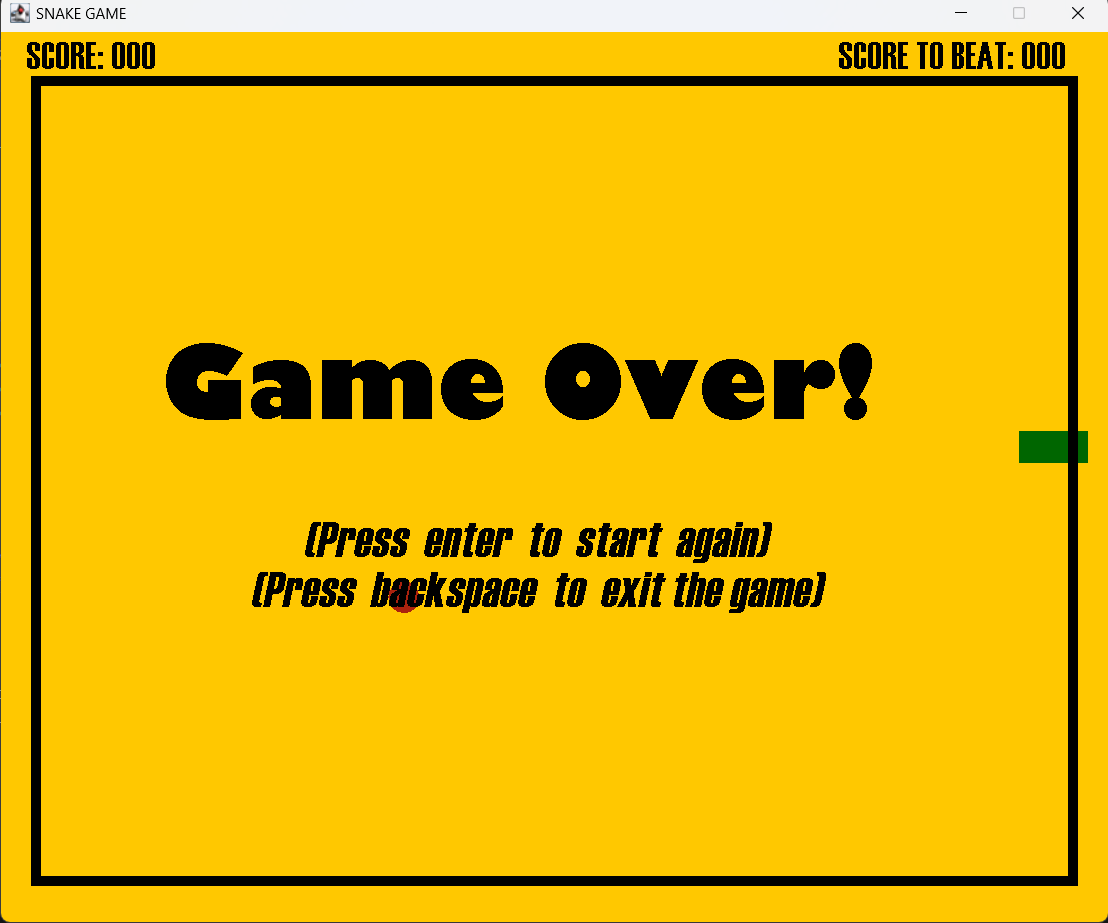 SNAKE GAME
SCORE: 000
SCORE TO BEAT: 000
Game Over!
(Press enter to start again)
(Press backspace to exit the game)